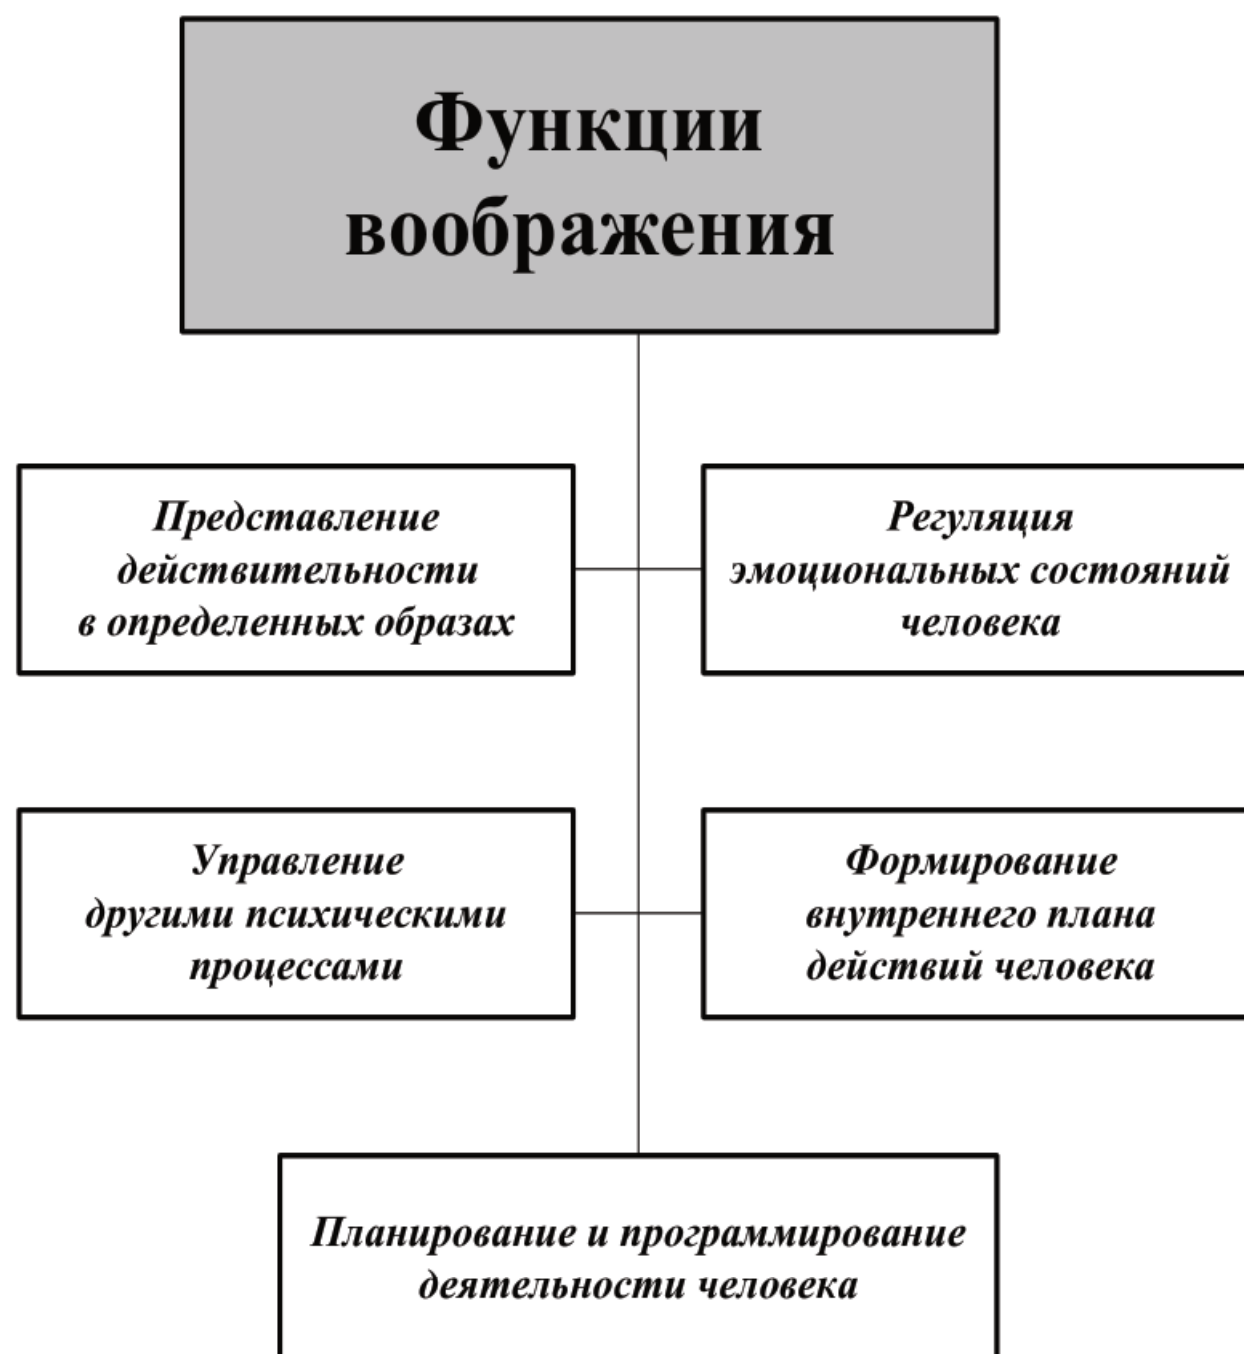 Функции
воображения
Представление
действительности
в определенных образах
Регуляция
эмоциональных состояний
человека
Управление
другими психическими
процессами
Формирование
внутреннего плана
действий человека
Планирование и программирование
деятельности человека